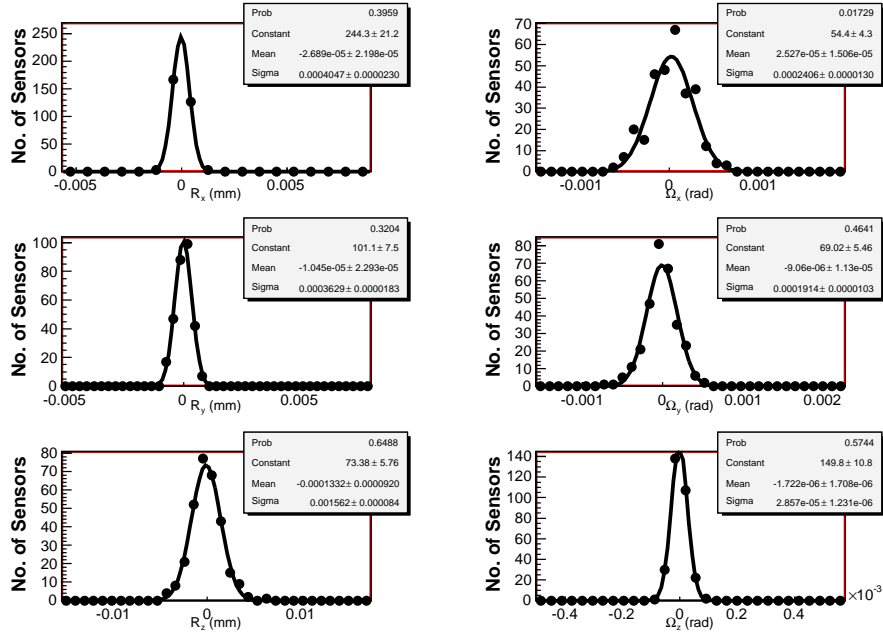 Prob 0.3959
Constant 244.3 ± 21.2
Mean -2.689e-05 ± 2.198e-05
Sigma 0.0004047 ± 0.0000230
No. of Sensors
250
200
150
100
50
0
-0.005 0 0.005
Rx (mm)
Prob 0.01729
Constant 54.4 ± 4.3
Mean 2.527e-05 ± 1.506e-05
Sigma 0.0002406 ± 0.0000130
No. of Sensors
70
60
50
40
30
20
10
0
-0.001 0 0.001
Ωx (rad)
Prob 0.3204
Constant 101.1 ± 7.5
Mean -1.045e-05 ± 2.293e-05
Sigma 0.0003629 ± 0.0000183
No. of Sensors
100
80
60
40
20
0
-0.005 0 0.005
Ry (mm)
Prob 0.4641
Constant 69.02 ± 5.46
Mean -9.06e-06 ± 1.13e-05
Sigma 0.0001914 ± 0.0000103
No. of Sensors
80
70
60
50
40
30
20
10
0
-0.001 0 0.001 0.002
Ωy (rad)
Prob 0.6488
Constant 73.38 ± 5.76
Mean -0.0001332 ± 0.0000920
Sigma 0.001562 ± 0.000084
No. of Sensors
80
70
60
50
40
30
20
10
0
-0.01 0 0.01
Rz (mm)
Prob 0.5744
Constant 149.8 ± 10.8
Mean -1.722e-06 ± 1.708e-06
Sigma 2.857e-05 ± 1.231e-06
No. of Sensors
140
120
100
80
60
40
20
0
-0.4 -0.2 0 0.2 0.4
×10-3
Ωz (rad)